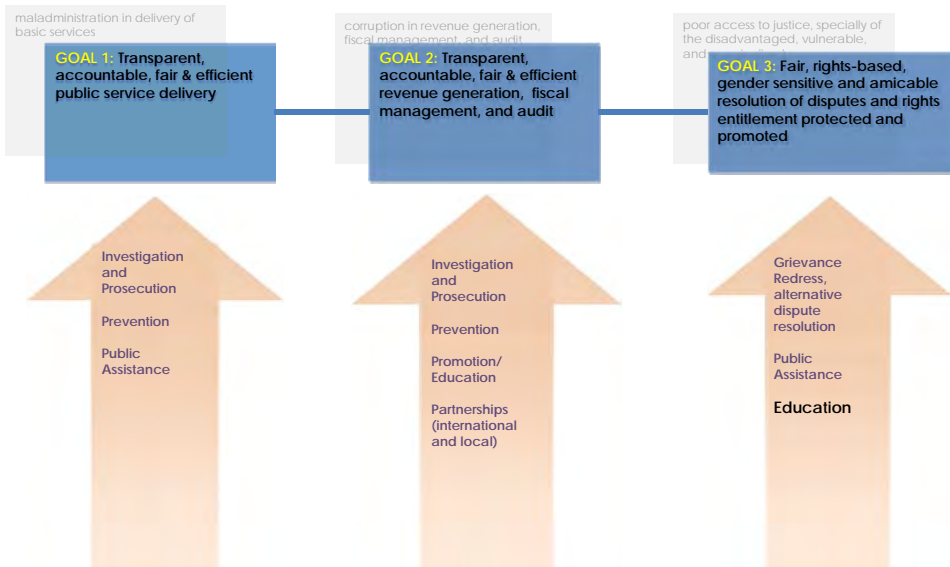 maladministration in delivery of
basic services
GOAL 1: Transparent,
accountable, fair & efficient
public service delivery
corruption in revenue generation,
fiscal management, and audit
GOAL 2: Transparent,
accountable, fair & efficient
revenue generation, fiscal
management, and audit
poor access to justice, specially of
the disadvantaged, vulnerable,
and
GOAL 3: Fair, rights-based,
gender sensitive and amicable
resolution of disputes and rights
entitlement protected and
promoted
Investigation
and
Prosecution
Prevention
Public
Assistance
Investigation
and
Prosecution
Prevention
Promotion/
Education
Partnerships
(international
and local)
Grievance
Redress,
alternative
dispute
resolution
Public
Assistance
Education